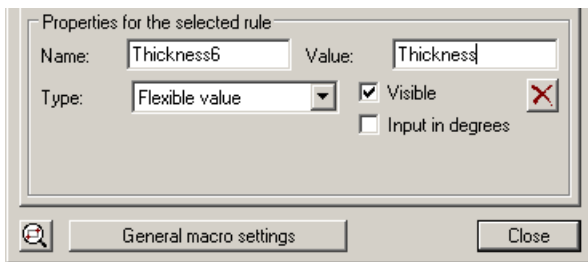 Properties for the selected rule
Name: Thickness6 Value: Thickness
Type: Flexible value Visible
Input in degrees
General macro settings Close